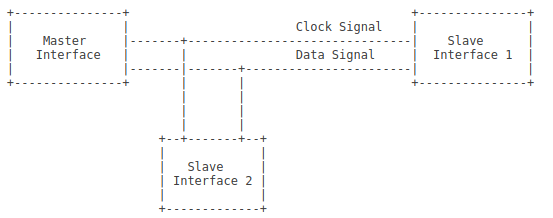 Clock Signal
Master
Slave
Interface
Data Signal
Interface 1
Slave
Interface 2